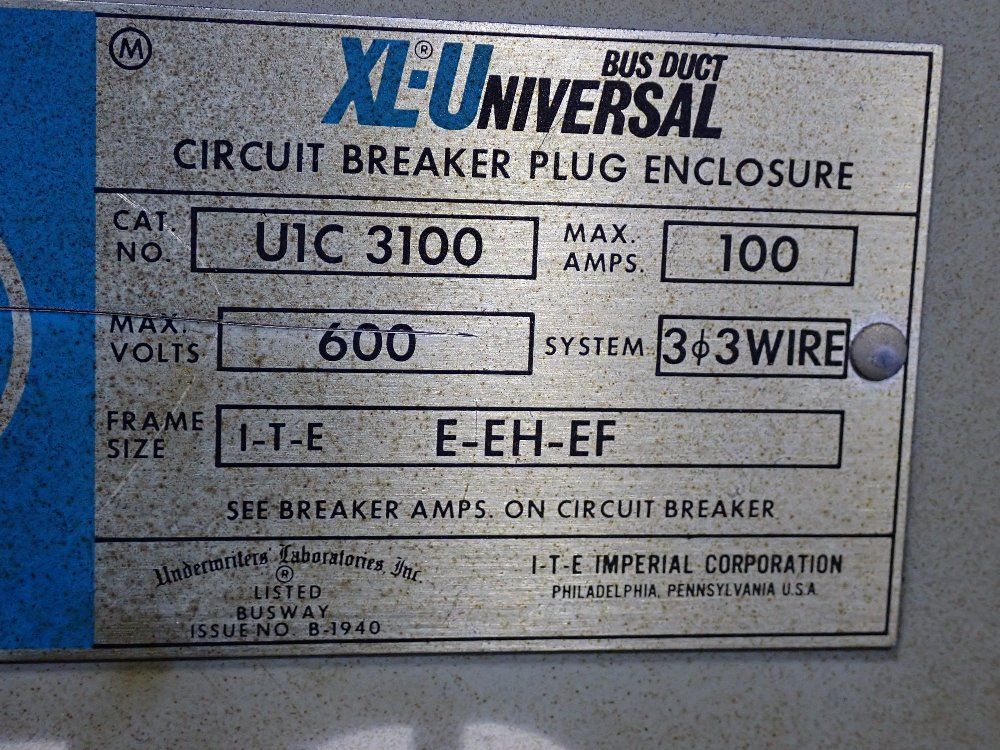 M
BUS DUCT
XL®-UNIVERSAL
CIRCUIT BREAKER PLUG ENCLOSURE
CAT. NO. U1C 3100 MAX. AMPS. 100
MAX. VOLTS 600 SYSTEM 3ϕ3WIRE
FRAME SIZE I-T-E E-EH-EF
SEE BREAKER AMPS. ON CIRCUIT BREAKER
Underwriters' Laboratories, Inc.
®
LISTED
BUSWAY
ISSUE NO. B-1940
I-T-E IMPERIAL CORPORATION
PHILADELPHIA, PENNSYLVANIA U.S.A.